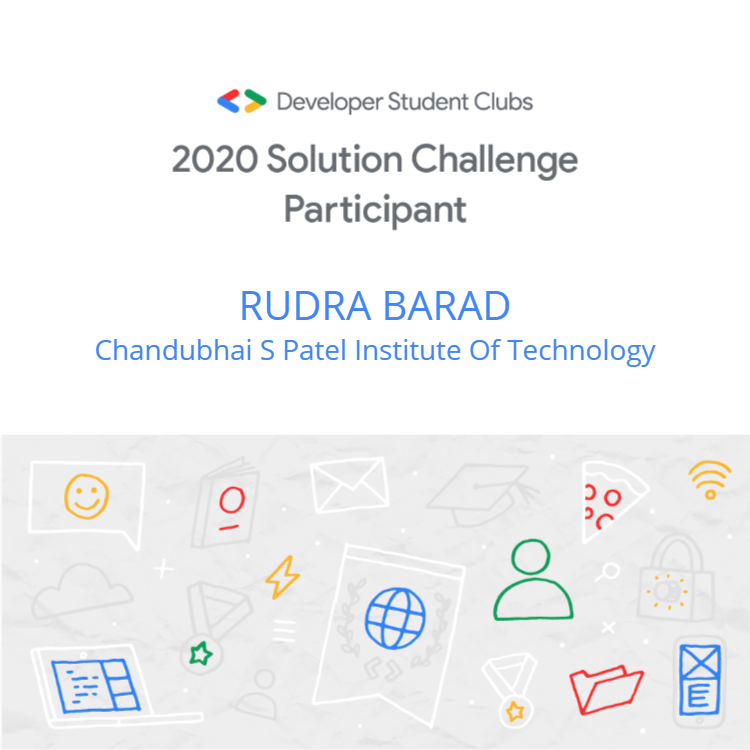 Developer Student Clubs
2020 Solution Challenge
Participant
RUDRA BARAD
Chandubhai S Patel Institute Of Technology